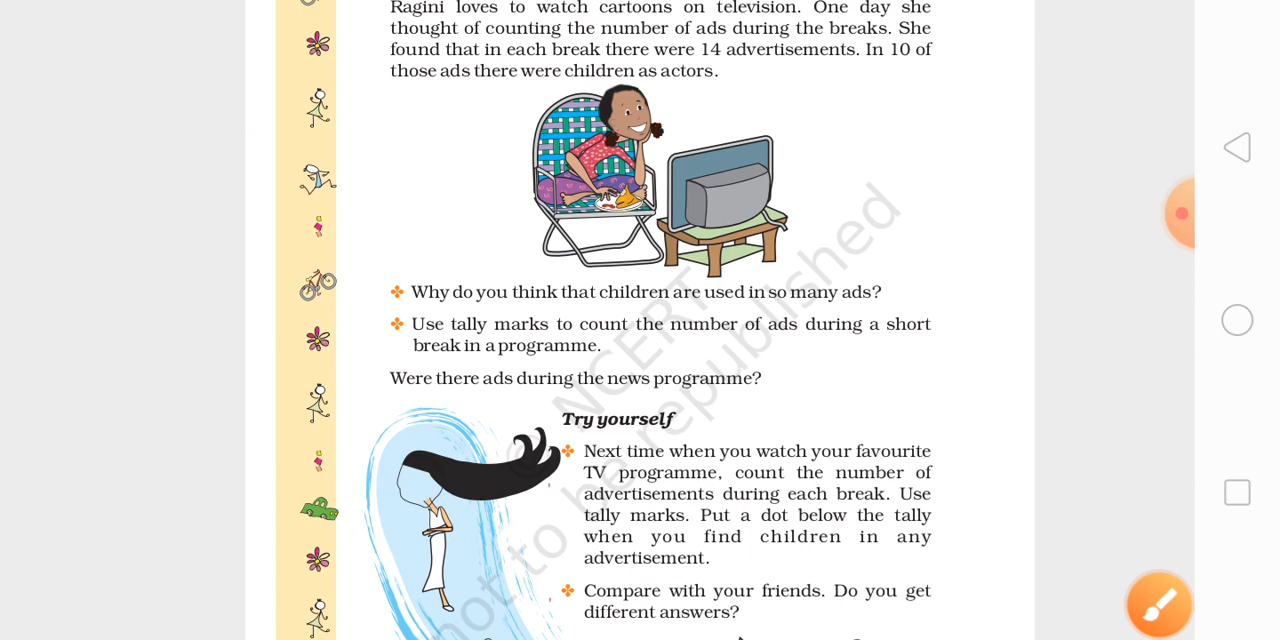 Ragini loves to watch cartoons on television. One day she
thought of counting the number of ads during the breaks. She
found that in each break there were 14 advertisements. In 10 of
those ads there were children as actors.
❖ Why do you think that children are used in so many ads?
❖ Use tally marks to count the number of ads during a short
break in a programme.
Were there ads during the news programme?
Try yourself
❖ Next time when you watch your favourite
TV programme, count the number of
advertisements during each break. Use
tally marks. Put a dot below the tally
when you find children in any
advertisement.
❖ Compare with your friends. Do you get
different answers?
© NCERT
not to be republished